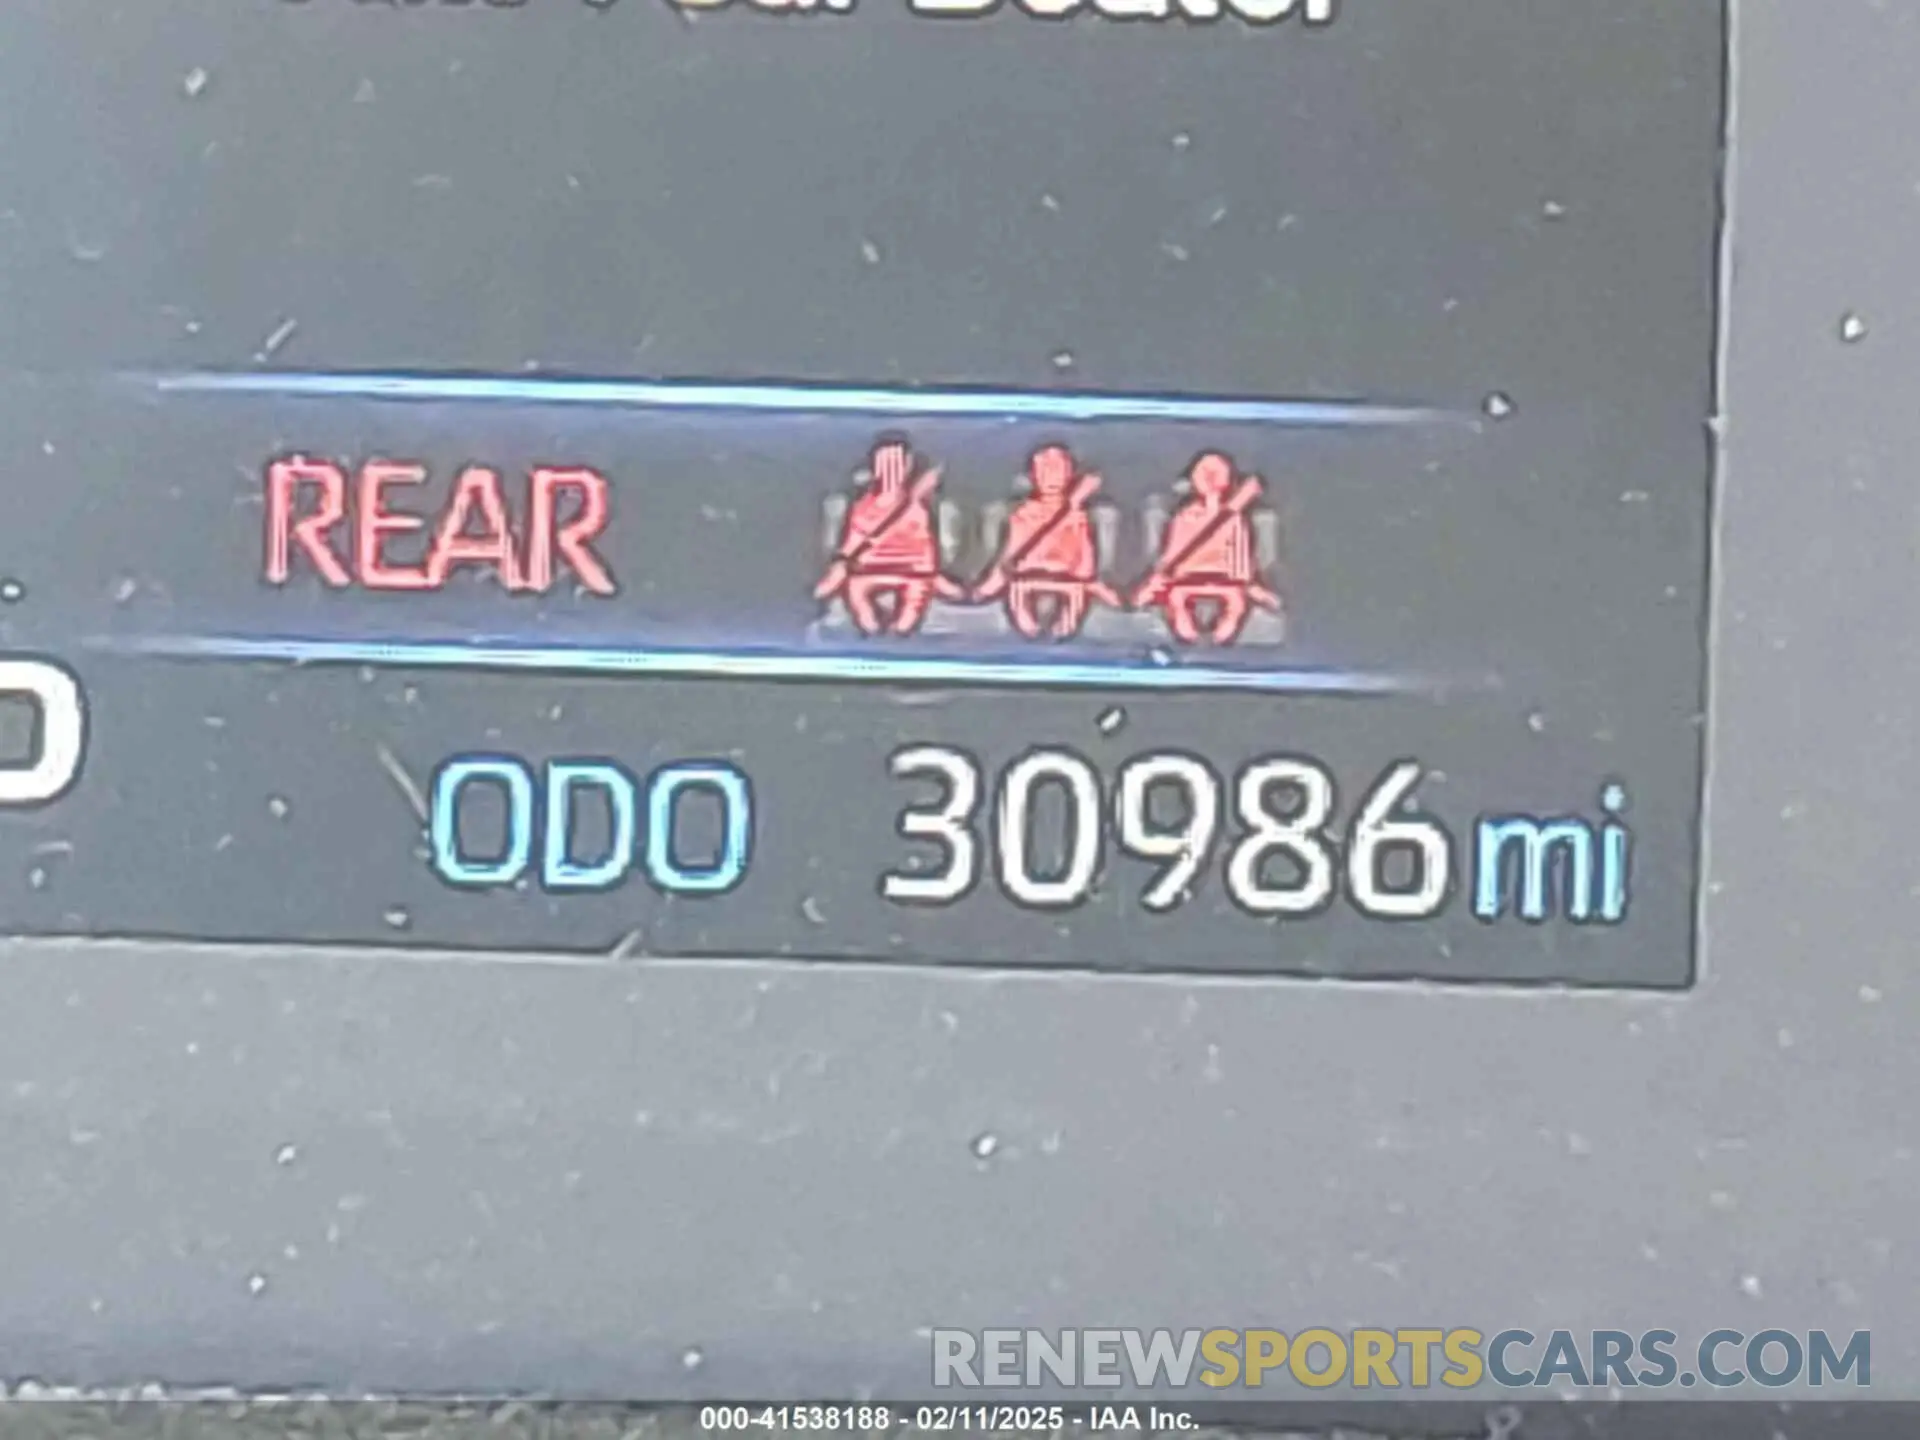 REAR
ODO 30986 mi
RENEWSPORTSCARS.COM
000-41538188 - 02/11/2025 - IAA Inc.